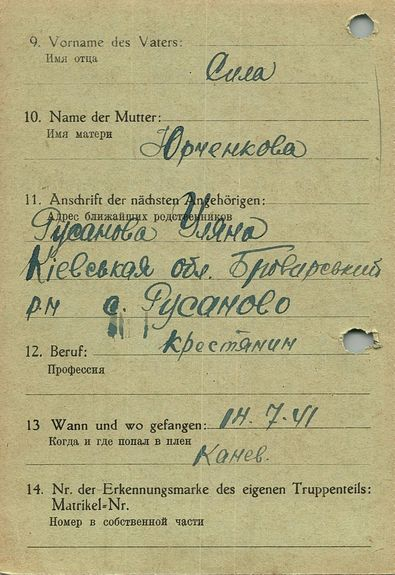 9. Vorname des Vaters:
Имя отца
Сила
10. Name der Mutter:
Имя матери
Юрченкова
11. Anschrift der nächsten Angehörigen:
Адрес ближайших родственников
Русанова Уляна
Кіевськая обл. Броварський
р-н с. Русаново
12. Beruf: крестянин
Профессия
13 Wann und wo gefangen: 14.7.41
Когда и где попал в плен
Канев.
14. Nr. der Erkennungsmarke des eigenen Truppenteils:
Matrikel-Nr.
Номер в собственной части